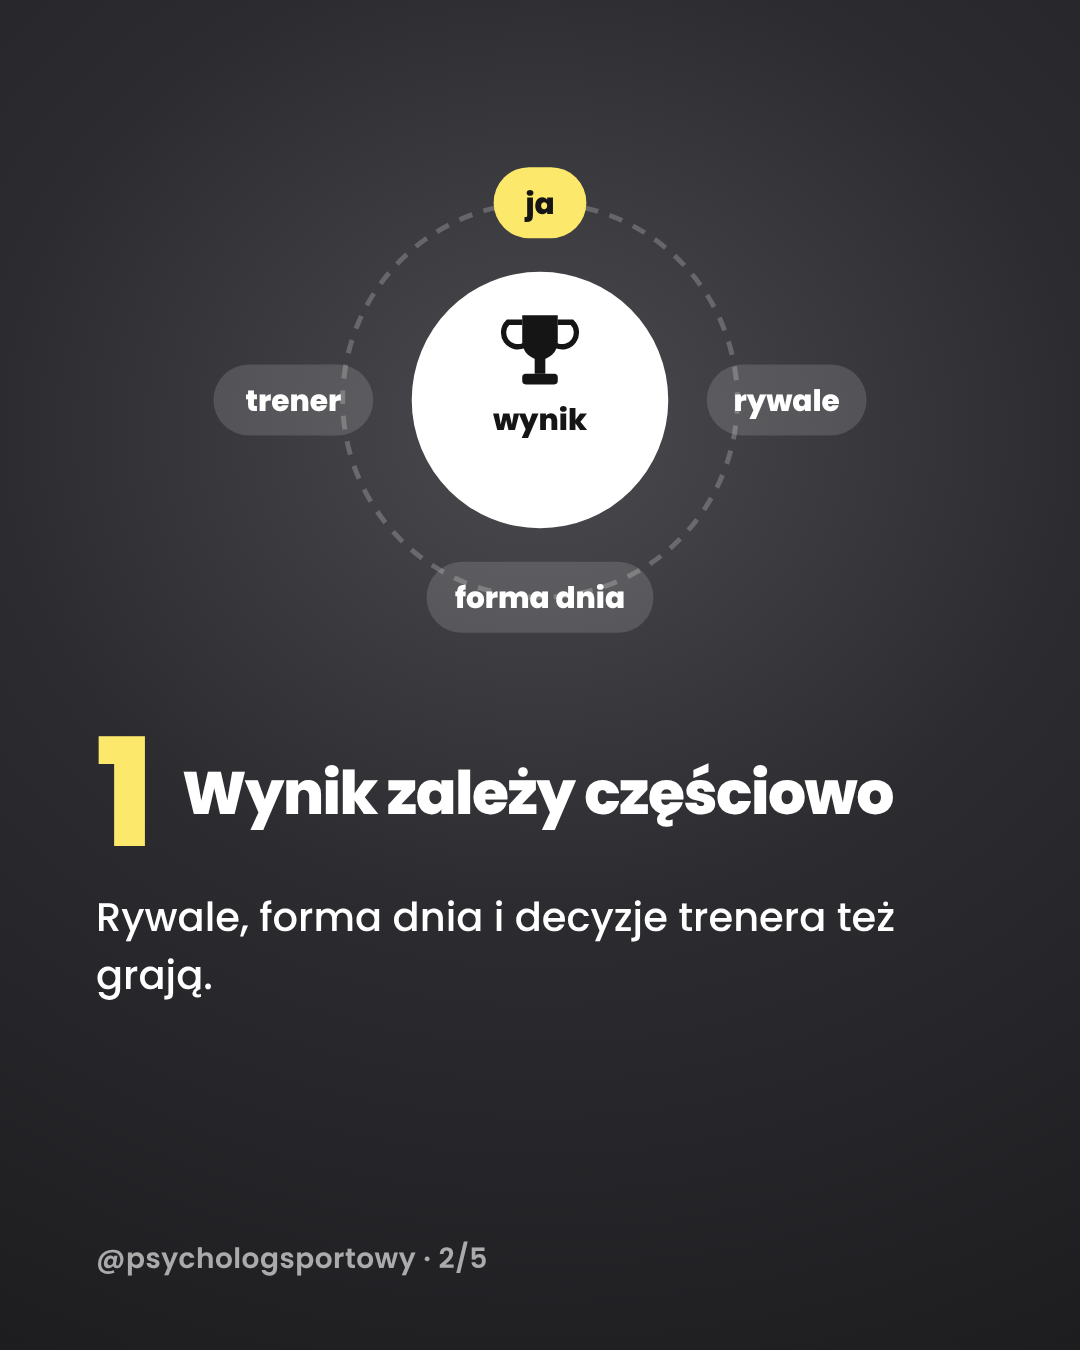 ja
trener
wynik
rywale
forma dnia
1 Wynik zależy częściowo
Rywale, forma dnia i decyzje trenera też
grają.
@psychologsportowy · 2/5